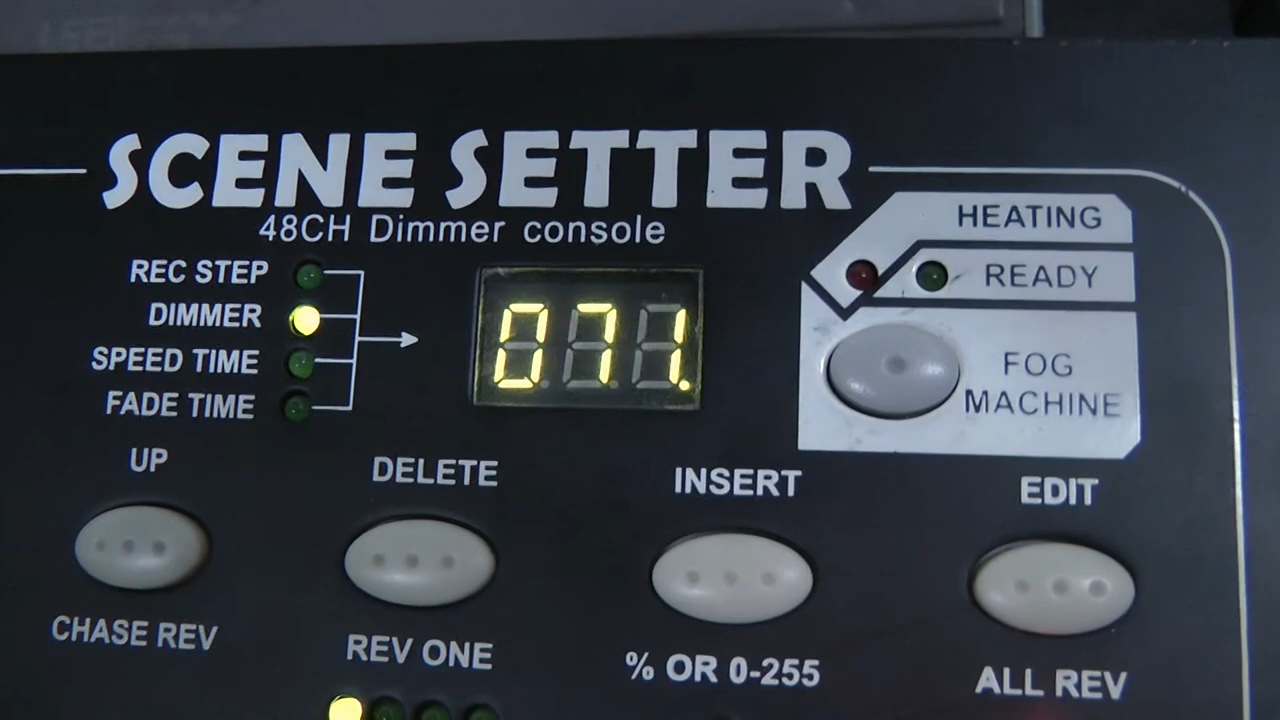 SCENE SETTER
48CH Dimmer console
HEATING
REC STEP
READY
DIMMER
071.
SPEED TIME
FOG
MACHINE
FADE TIME
UP
DELETE
INSERT
EDIT
CHASE REV
REV ONE
% OR 0-255
ALL REV